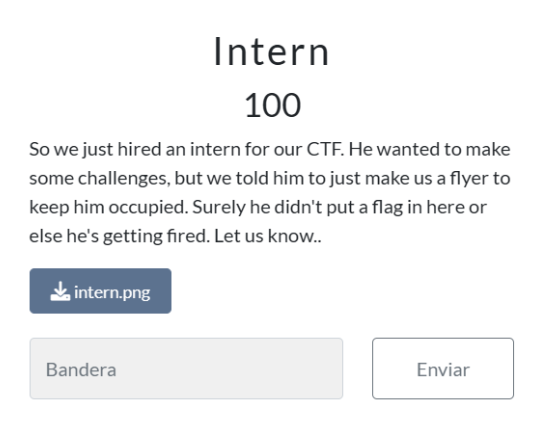 Intern
100
So we just hired an intern for our CTF. He wanted to make
some challenges, but we told him to just make us a flyer to
keep him occupied. Surely he didn't put a flag in here or
else he's getting fired. Let us know..
intern.png
Bandera
Enviar